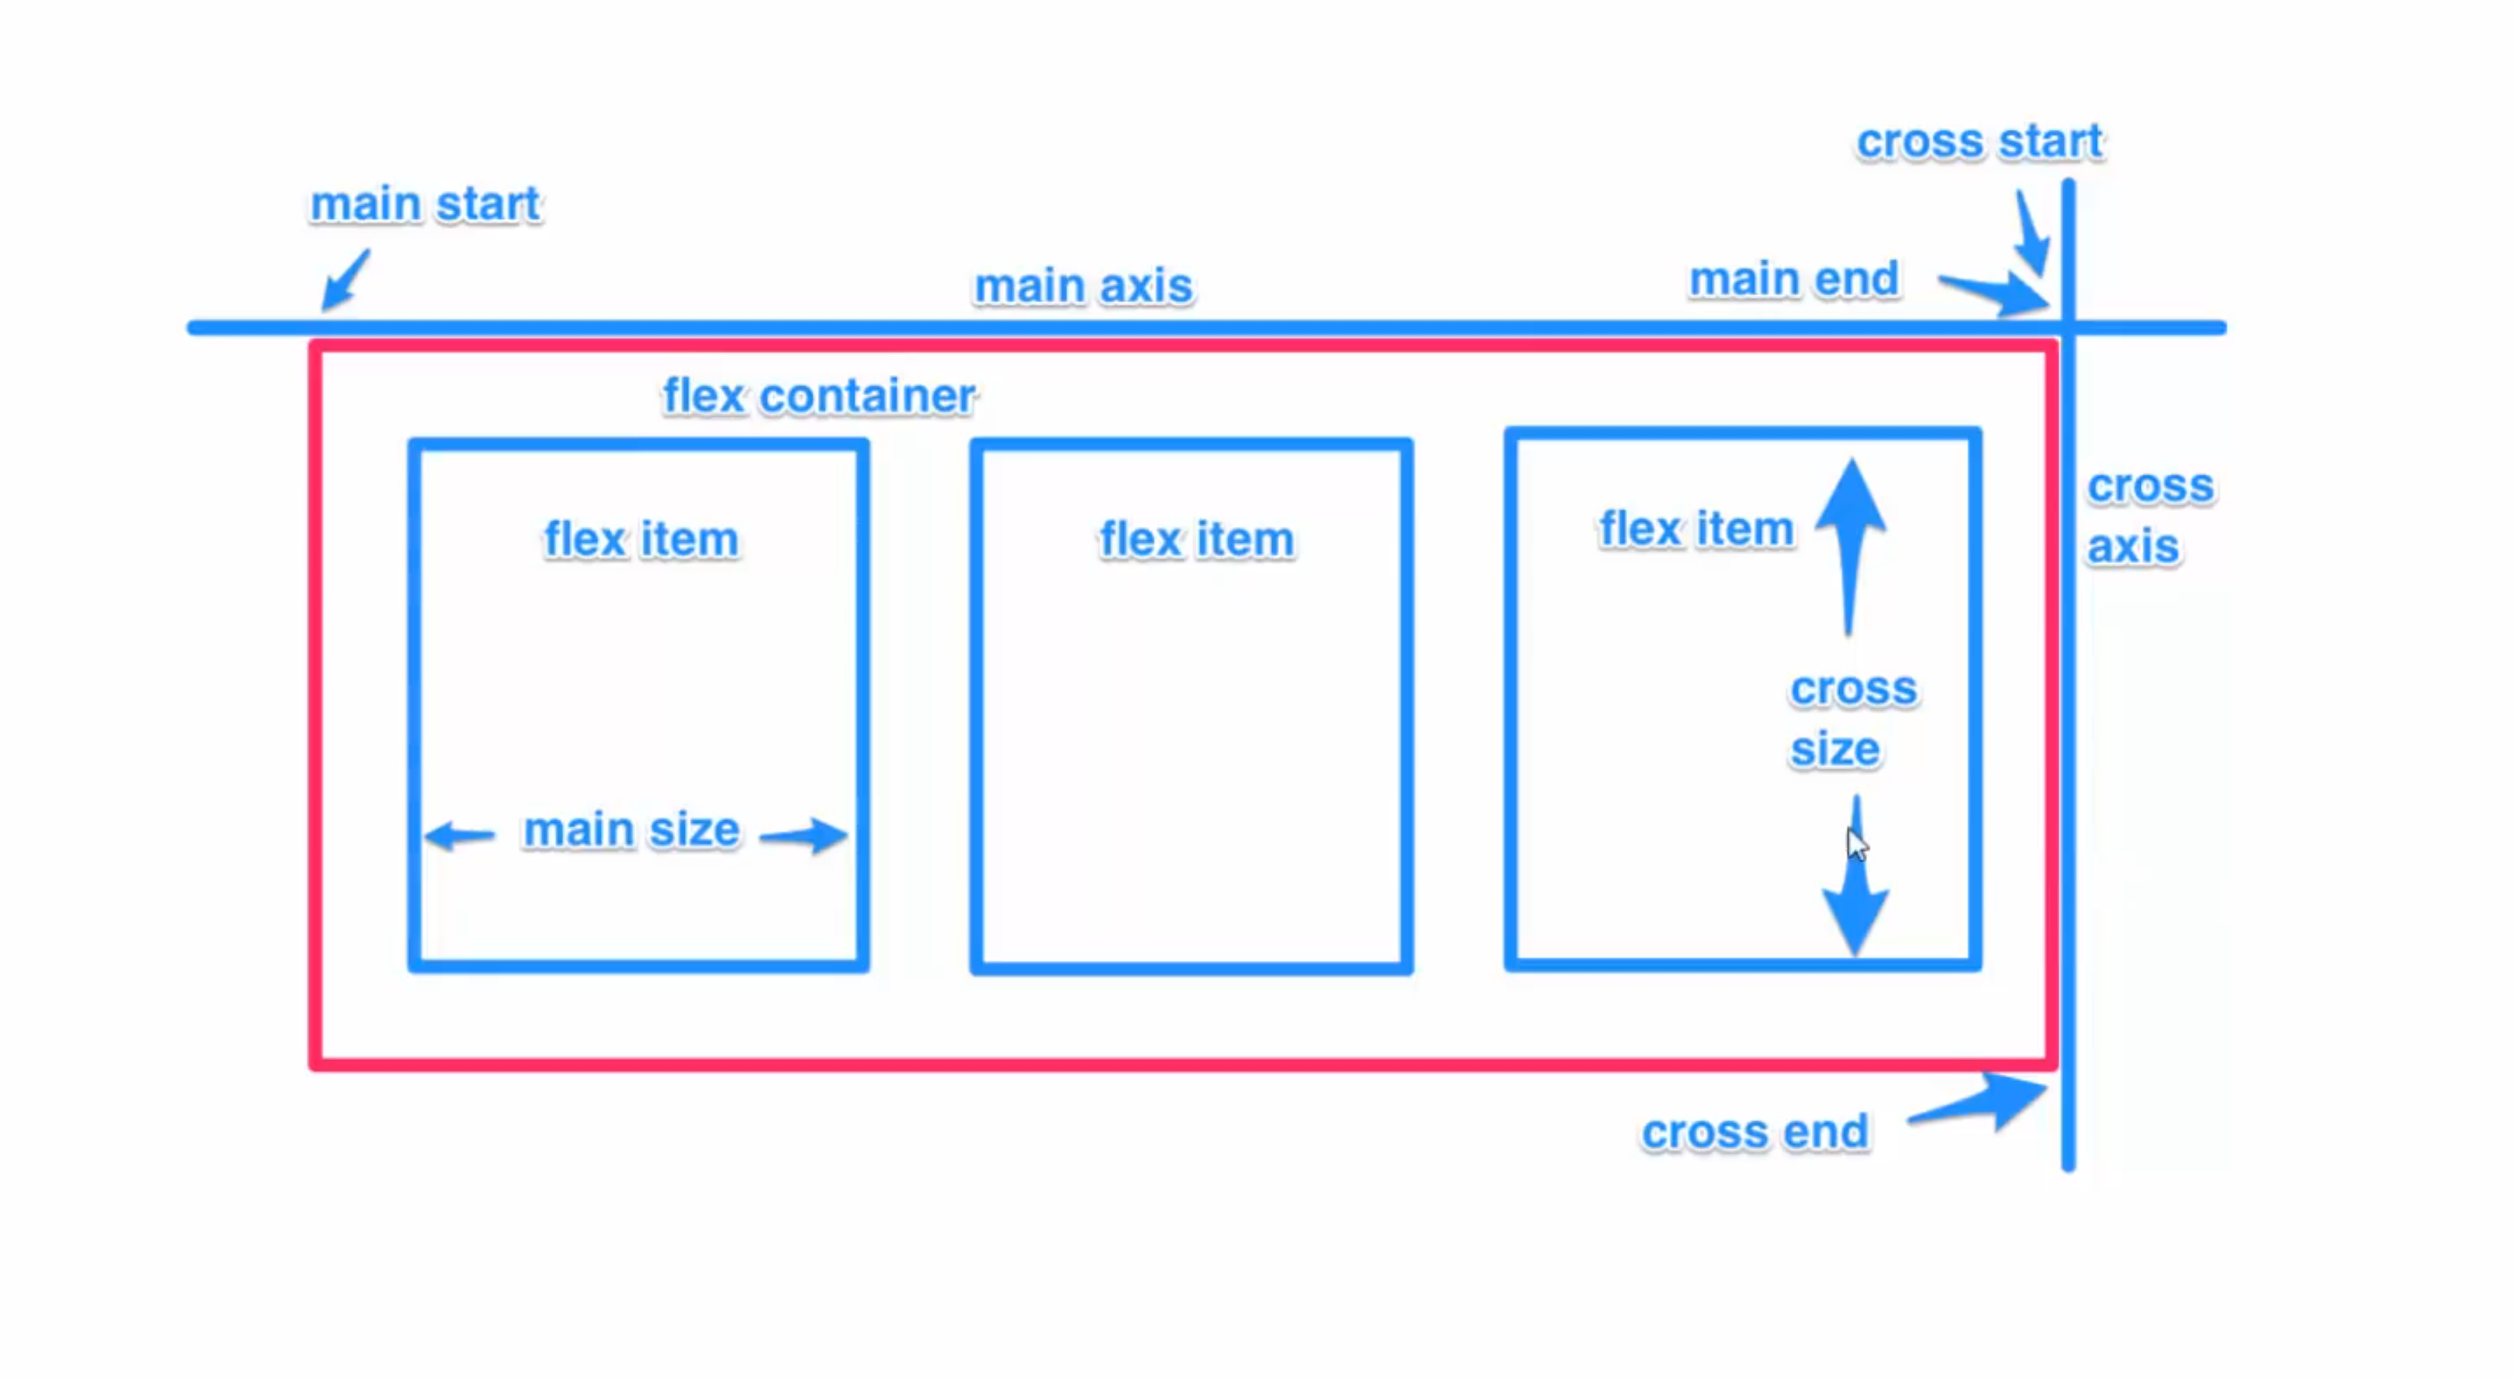 cross start
main start
main axis
main end
flex container
flex item
flex item
flex item
cross
axis
cross
size
main size
cross end